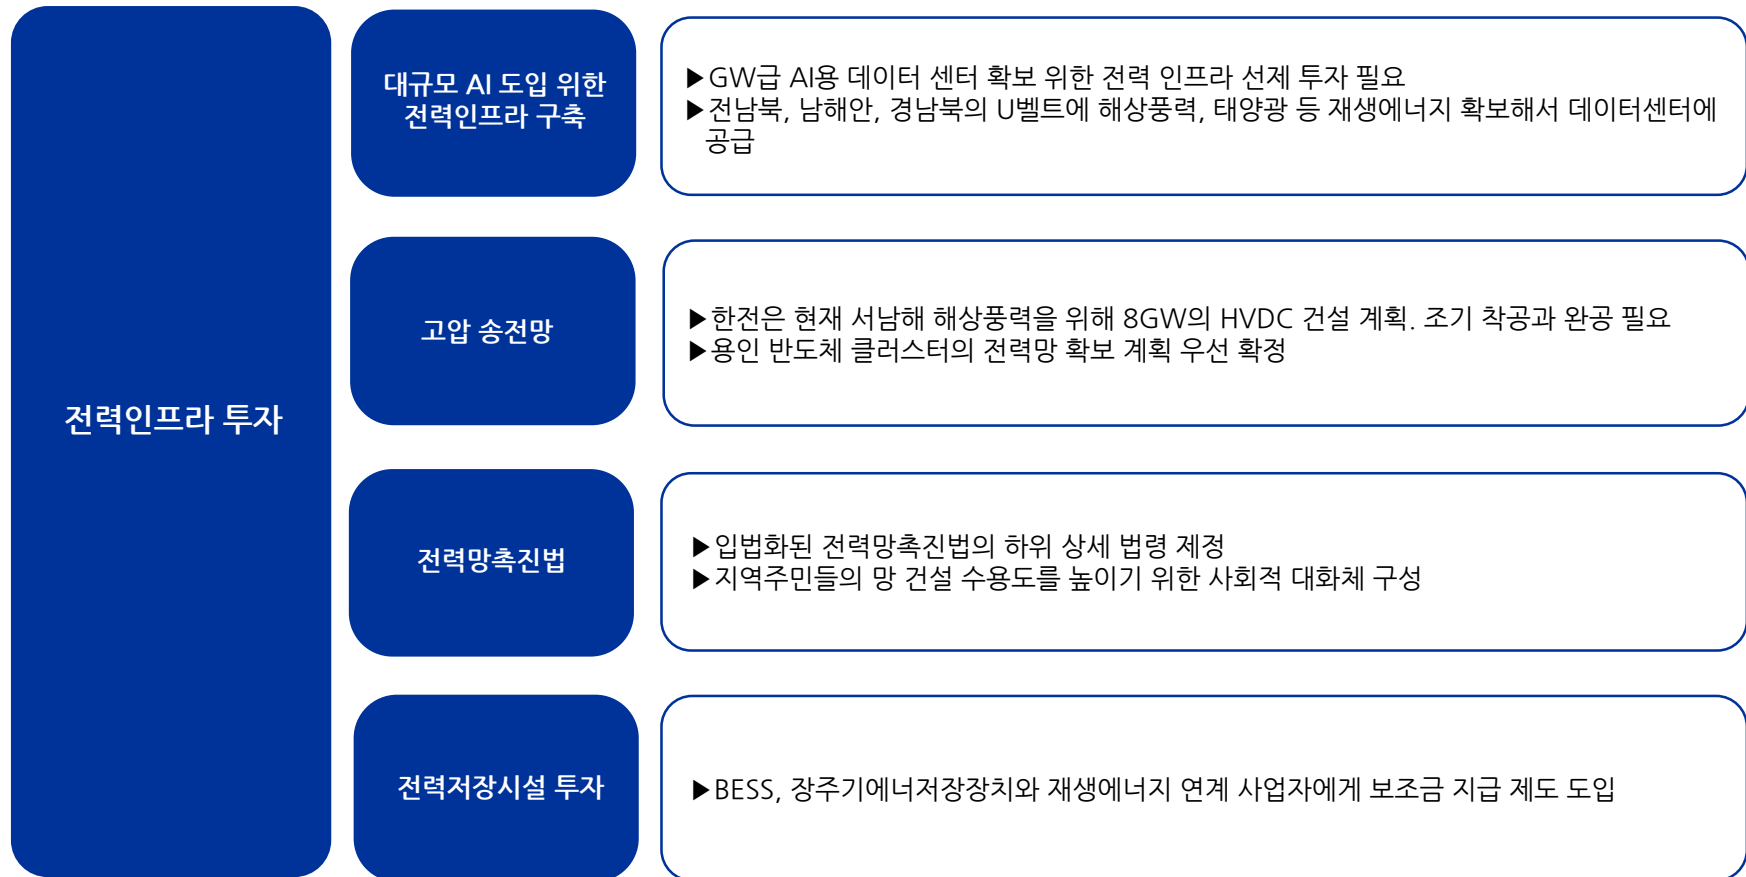 전력인프라 투자
대규모 AI 도입 위한
전력인프라 구축
▶GW급 AI용 데이터 센터 확보 위한 전력 인프라 선제 투자 필요
▶전남북, 남해안, 경남북의 U벨트에 해상풍력, 태양광 등 재생에너지 확보해서 데이터센터에
공급
고압 송전망
▶한전은 현재 서남해 해상풍력을 위해 8GW의 HVDC 건설 계획. 조기 착공과 완공 필요
▶용인 반도체 클러스터의 전력망 확보 계획 우선 확정
전력망촉진법
▶입법화된 전력망촉진법의 하위 상세 법령 제정
▶지역주민들의 망 건설 수용도를 높이기 위한 사회적 대화체 구성
전력저장시설 투자
▶BESS, 장주기에너저장장치와 재생에너지 연계 사업자에게 보조금 지급 제도 도입